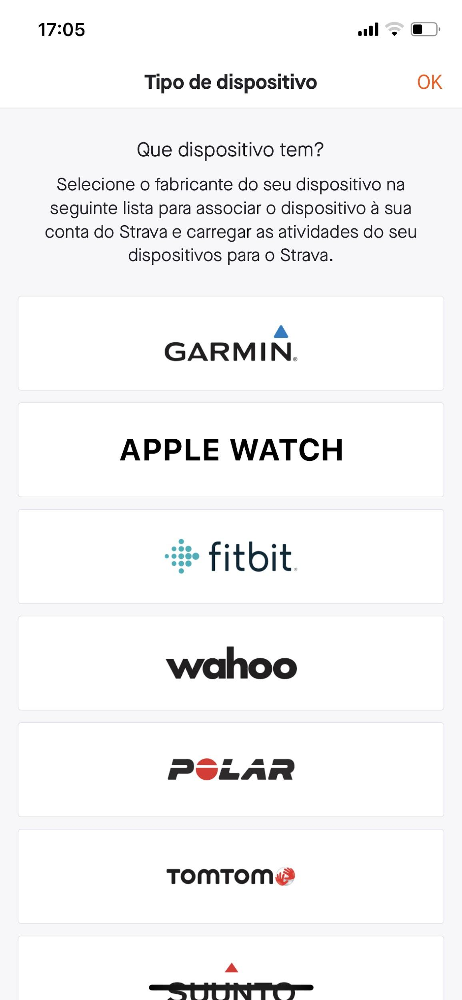 17:05
Tipo de dispositivo
OK
Que dispositivo tem?
Selecione o fabricante do seu dispositivo na
seguinte lista para associar o dispositivo à sua
conta do Strava e carregar as atividades do seu
dispositivos para o Strava.
GARMIN®
APPLE WATCH
fitbit®
wahoo
POLAR
TOMTOM
SUUNTO